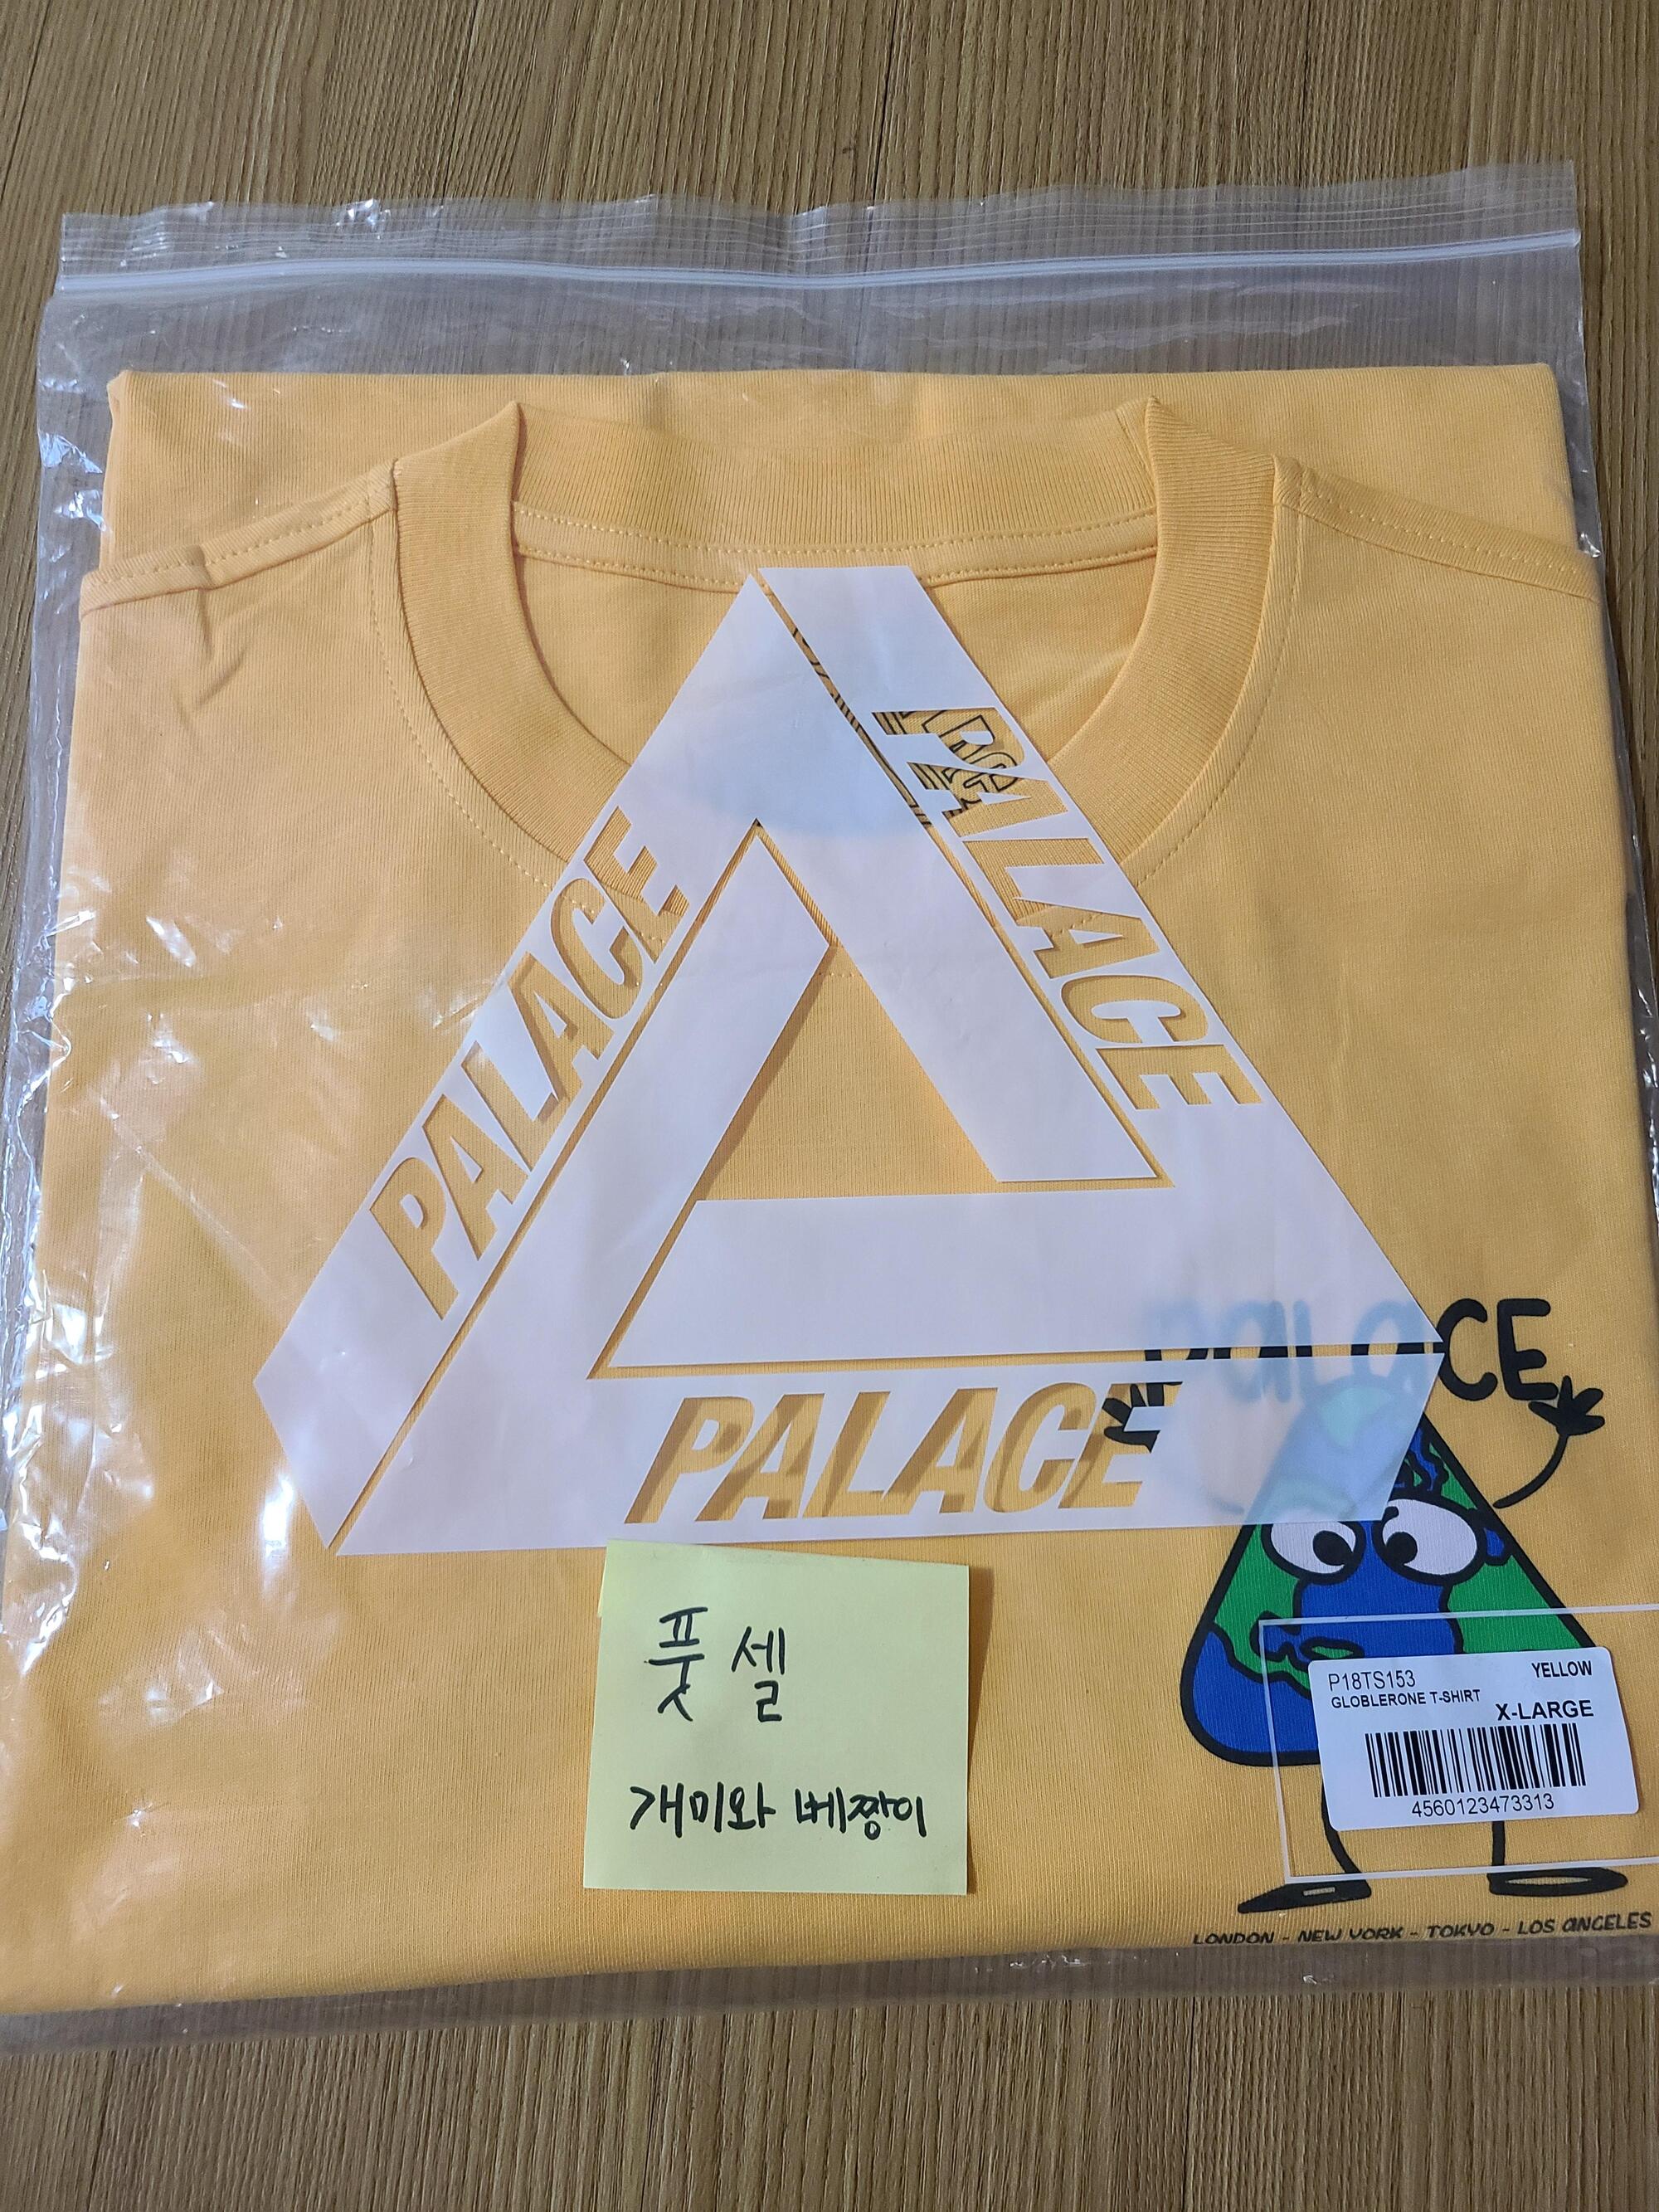 PALACE
PALACE
PALACE
PALACE
풋셀
개미와 베짱이
P18TS153 YELLOW
GLOBLERONE T-SHIRT
X-LARGE
4560123473313
LONDON - NEW YORK - TOKYO - LOS ANGELES